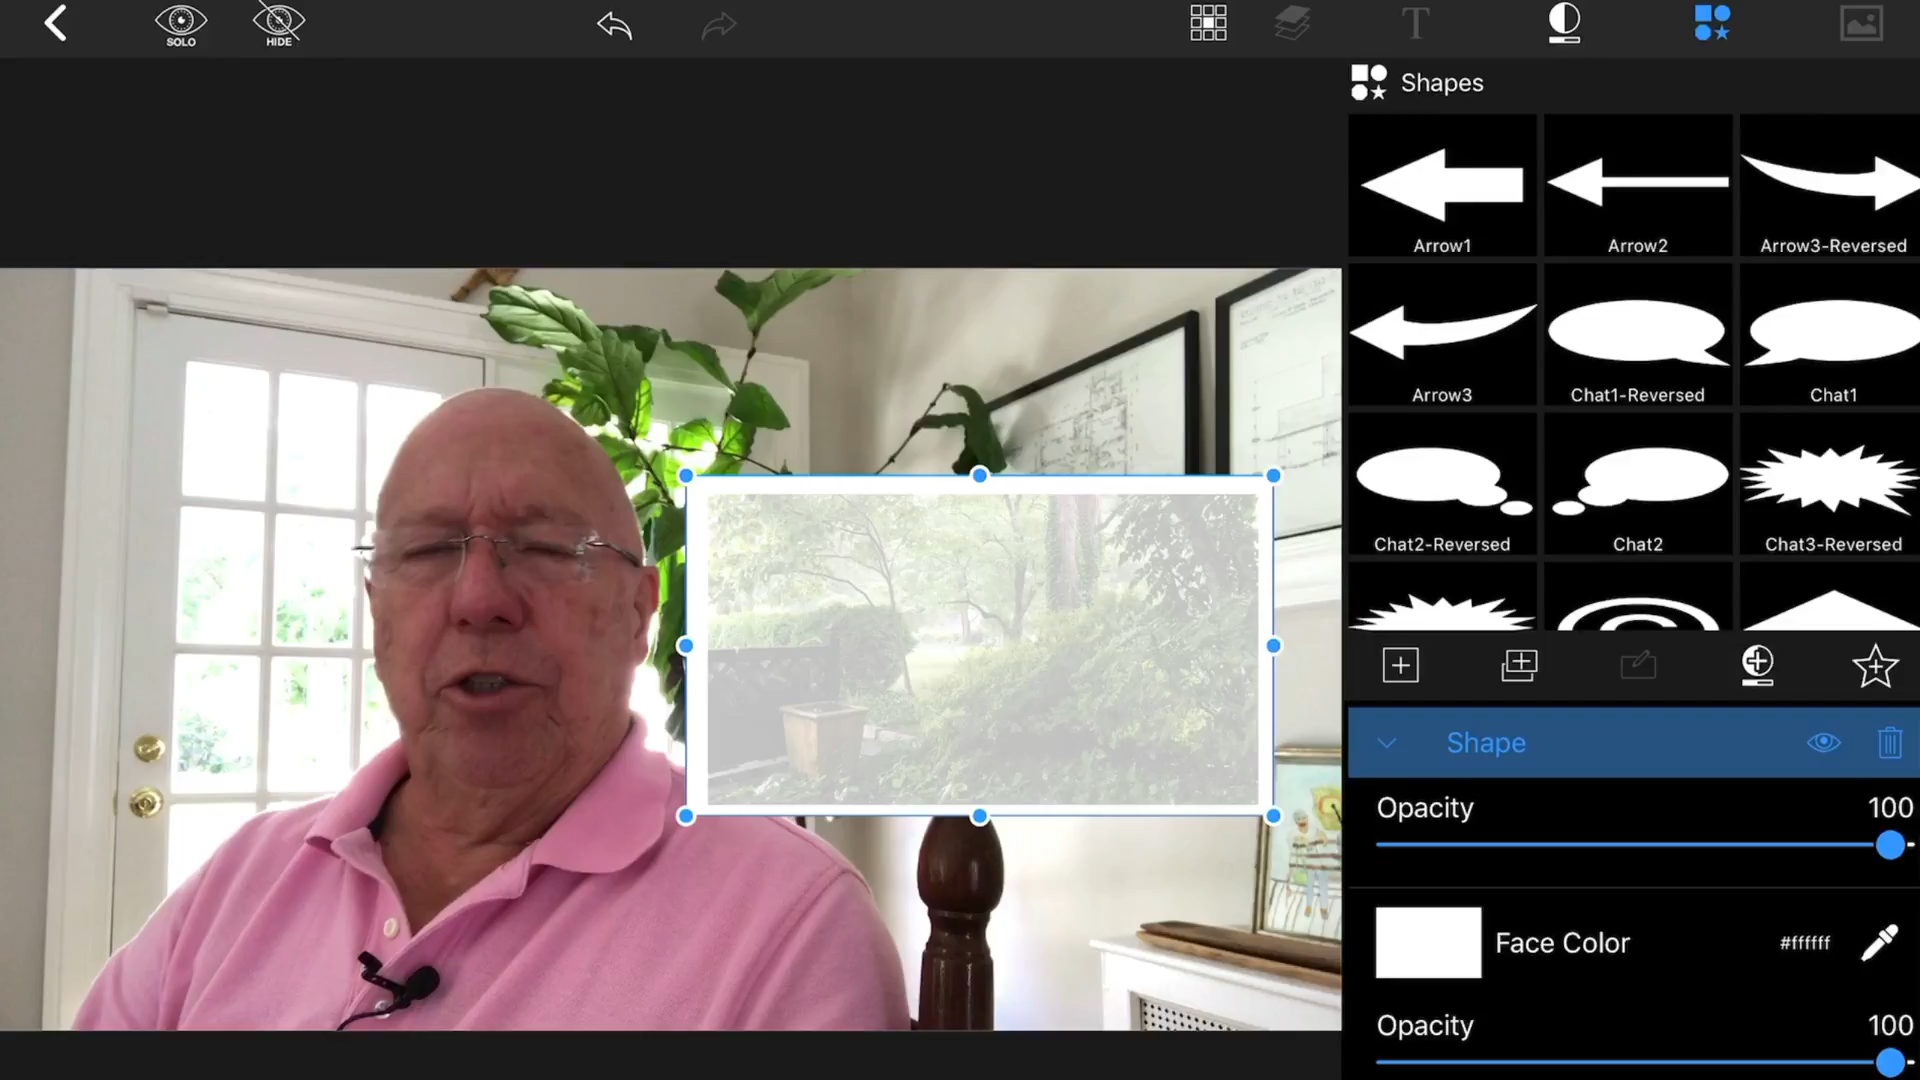 SOLO
HIDE
T
Shapes
Arrow1
Arrow2
Arrow3-Reversed
Arrow3
Chat1-Reversed
Chat1
Chat2-Reversed
Chat2
Chat3-Reversed
Shape
Opacity
100
Face Color
#ffffff
Opacity
100